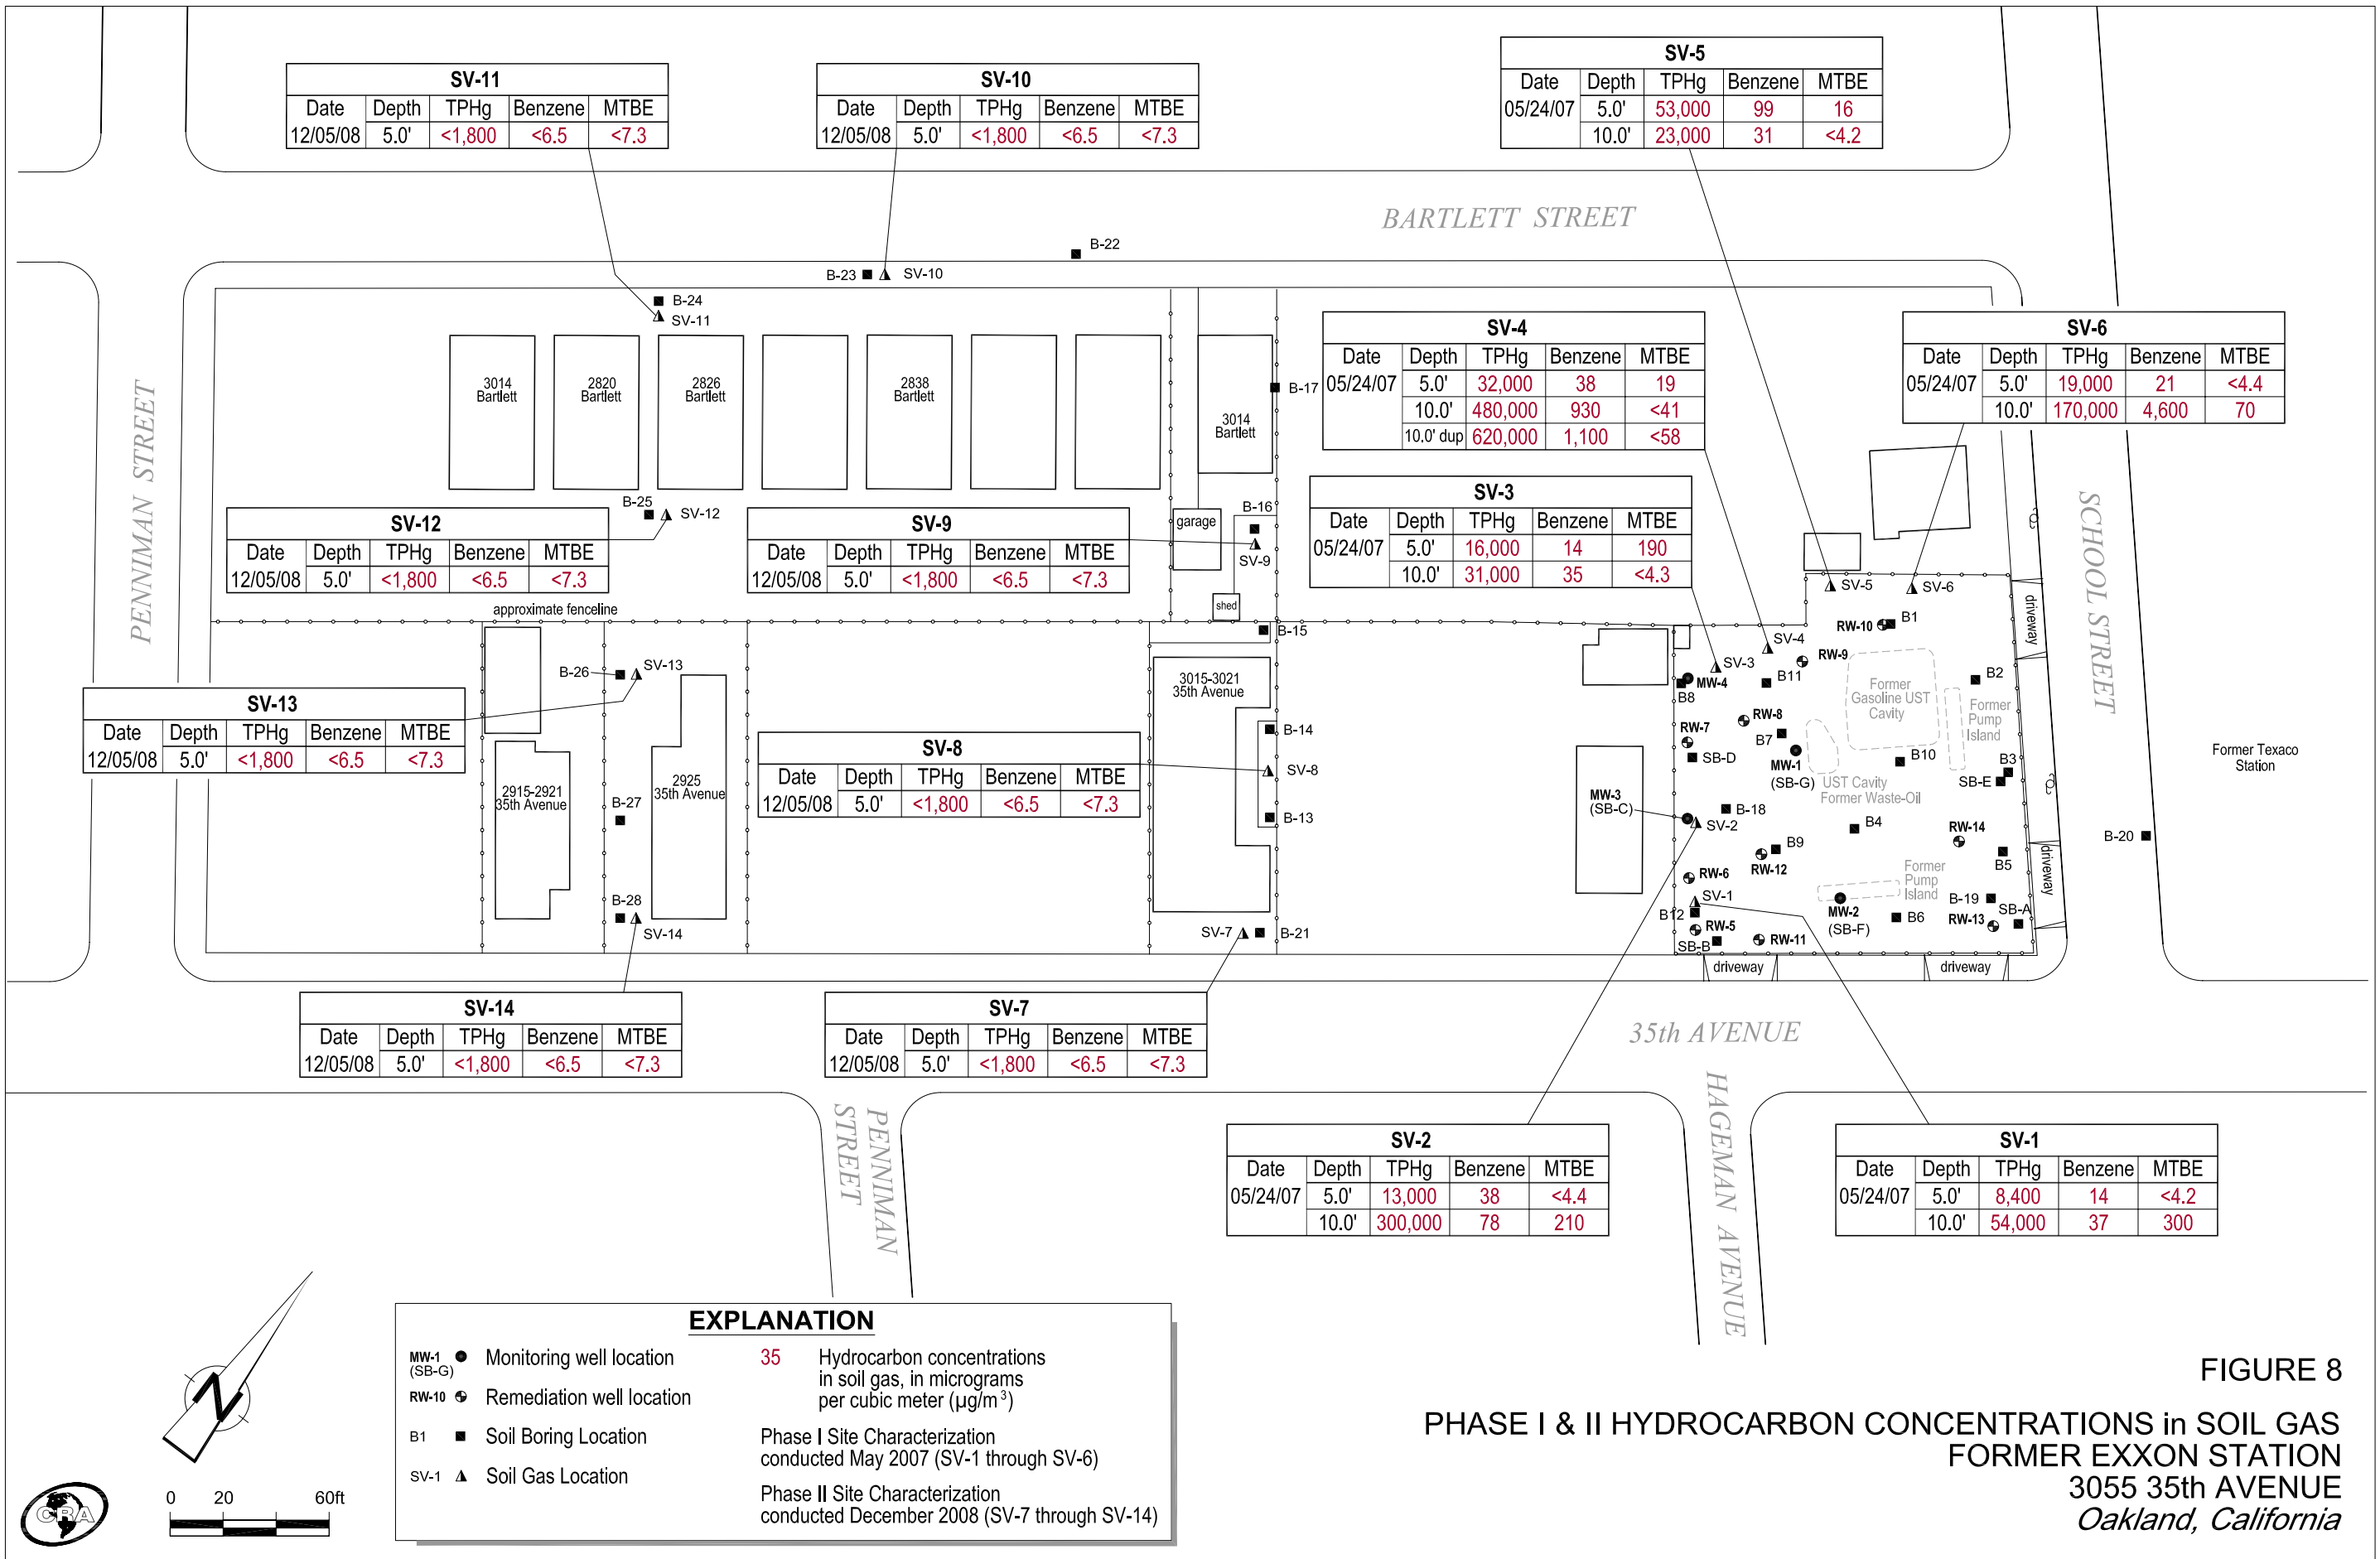 SV-11
Date Depth TPHg Benzene MTBE
12/05/08 5.0' <1,800 <6.5 <7.3
SV-10
Date Depth TPHg Benzene MTBE
12/05/08 5.0' <1,800 <6.5 <7.3
SV-5
Date Depth TPHg Benzene MTBE
05/24/07 5.0' 53,000 99 16
10.0' 23,000 31 <4.2
BARTLETT STREET
B-22
B-23
SV-10
B-24
SV-11
SV-4
Date Depth TPHg Benzene MTBE
05/24/07 5.0' 32,000 38 19
10.0' 480,000 930 <41
10.0' dup 620,000 1,100 <58
SV-6
Date Depth TPHg Benzene MTBE
05/24/07 5.0' 19,000 21 <4.4
10.0' 170,000 4,600 70
PENNIMAN STREET
3014
Bartlett
2820
Bartlett
2826
Bartlett
2838
Bartlett
3014
Bartlett
B-17
SV-3
Date Depth TPHg Benzene MTBE
05/24/07 5.0' 16,000 14 190
10.0' 31,000 35 <4.3
SCHOOL STREET
B-25
SV-12
SV-12
Date Depth TPHg Benzene MTBE
12/05/08 5.0' <1,800 <6.5 <7.3
SV-9
Date Depth TPHg Benzene MTBE
12/05/08 5.0' <1,800 <6.5 <7.3
garage
B-16
SV-9
shed
approximate fenceline
B-15
SV-5
SV-6
RW-10
B1
driveway
SV-4
RW-9
SV-3
MW-4
B8
B11
B2
Former
Gasoline UST
Cavity
Former
Pump
Island
RW-8
RW-7
B7
SB-D
MW-1
(SB-G)
B10
B3
SB-E
UST Cavity
Former Waste-Oil
MW-3
(SB-C)
B-18
SV-2
B4
RW-14
B9
RW-12
B5
RW-6
Former
Pump
Island
driveway
SV-1
B12
RW-5
SB-B
RW-11
MW-2
(SB-F)
B6
B-19
SB-A
RW-13
driveway
driveway
B-20
Former Texaco
Station
B-26
SV-13
SV-13
Date Depth TPHg Benzene MTBE
12/05/08 5.0' <1,800 <6.5 <7.3
2915-2921
35th Avenue
B-27
2925
35th Avenue
B-28
SV-14
3015-3021
35th Avenue
B-14
SV-8
B-13
SV-8
Date Depth TPHg Benzene MTBE
12/05/08 5.0' <1,800 <6.5 <7.3
SV-7
B-21
SV-14
Date Depth TPHg Benzene MTBE
12/05/08 5.0' <1,800 <6.5 <7.3
SV-7
Date Depth TPHg Benzene MTBE
12/05/08 5.0' <1,800 <6.5 <7.3
35th AVENUE
PENNIMAN
STREET
HAGEMAN AVENUE
SV-2
Date Depth TPHg Benzene MTBE
05/24/07 5.0' 13,000 38 <4.4
10.0' 300,000 78 210
SV-1
Date Depth TPHg Benzene MTBE
05/24/07 5.0' 8,400 14 <4.2
10.0' 54,000 37 300
N
CRA
0 20 60ft
EXPLANATION
MW-1
(SB-G)
Monitoring well location
RW-10 Remediation well location
B1 Soil Boring Location
SV-1 Soil Gas Location
35 Hydrocarbon concentrations
in soil gas, in micrograms
per cubic meter (µg/m³)
Phase I Site Characterization
conducted May 2007 (SV-1 through SV-6)
Phase II Site Characterization
conducted December 2008 (SV-7 through SV-14)
FIGURE 8
PHASE I & II HYDROCARBON CONCENTRATIONS in SOIL GAS
FORMER EXXON STATION
3055 35th AVENUE
Oakland, California